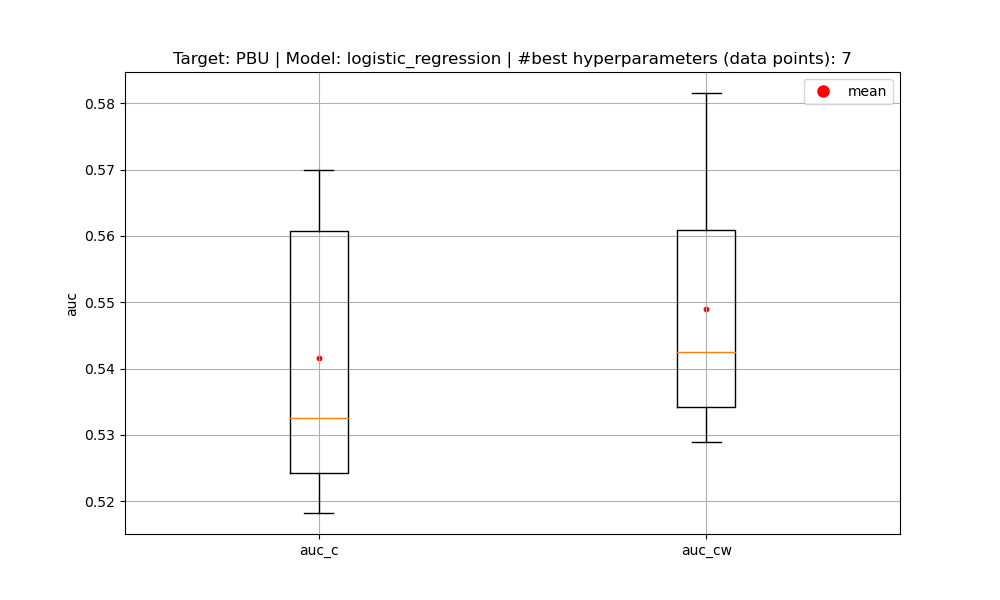 Target: PBU | Model: logistic_regression | #best hyperparameters (data points): 7
mean
0.58
0.57
0.56
0.55
0.54
0.53
0.52
auc
auc_c
auc_cw